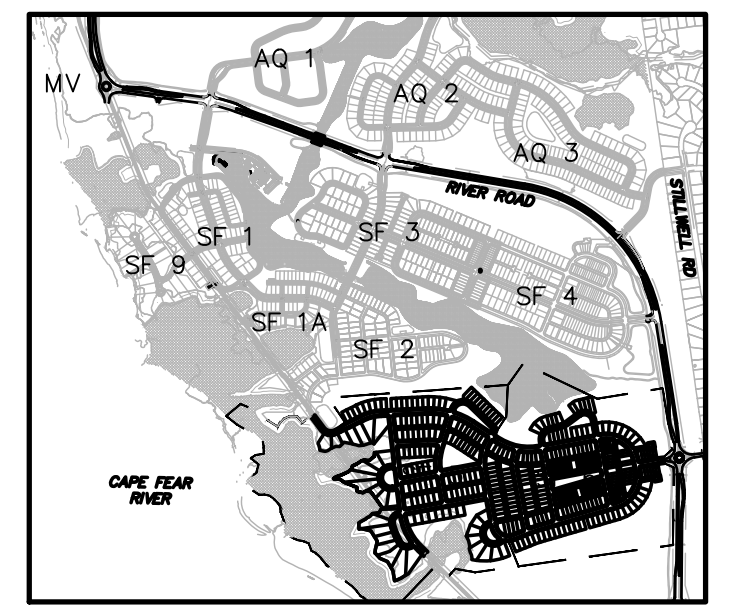 AQ 1
MV
AQ 2
AQ 3
RIVER ROAD
STILLWELL RD
SF 1
SF 3
SF 9
SF 4
SF 1A
SF 2
CAPE FEAR
RIVER